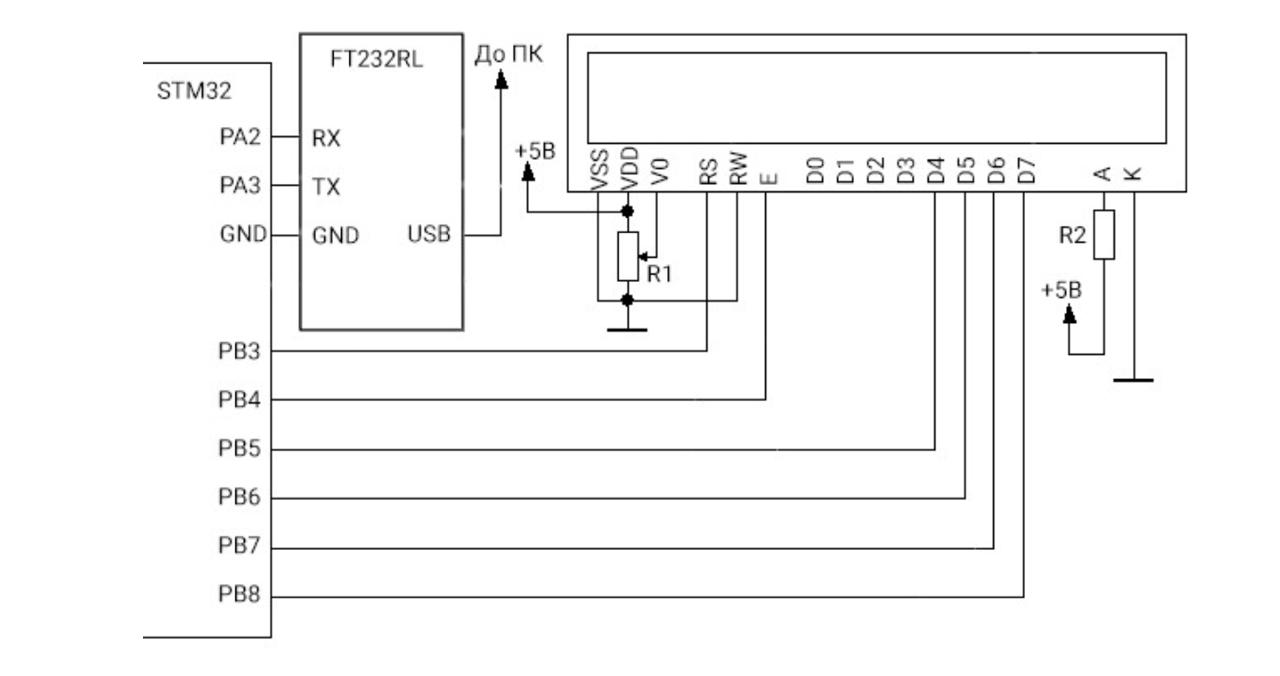 STM32
PA2
PA3
GND
PB3
PB4
PB5
PB6
PB7
PB8
FT232RL
RX
TX
GND
USB
До ПК
+5В
VSS
VDD
V0
RS
RW
E
D0
D1
D2
D3
D4
D5
D6
D7
A
K
R1
R2
+5В